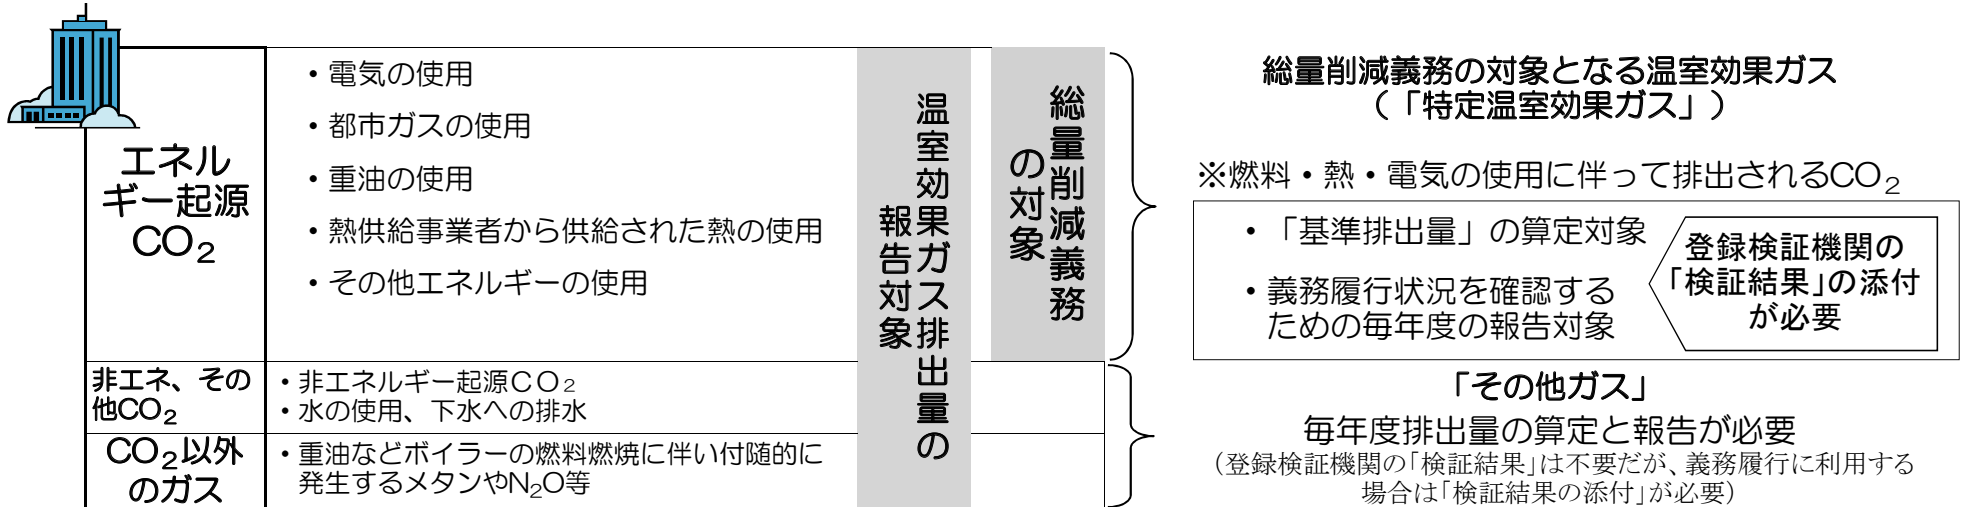 エネル
ギー起源
CO₂
・電気の使用
・都市ガスの使用
・重油の使用
・熱供給事業者から供給された熱の使用
・その他エネルギーの使用
非エネ、その
他CO₂
・非エネルギー起源CO₂
・水の使用、下水への排水
CO₂以外
のガス
・重油などボイラーの燃料燃焼に伴い付随的に
発生するメタンやN₂O等
温室効果ガス排出量の
報告対象
総量削減義務
の対象
総量削減義務の対象となる温室効果ガス
(「特定温室効果ガス」)
※燃料・熱・電気の使用に伴って排出されるCO₂
・「基準排出量」の算定対象
・義務履行状況を確認する
ための毎年度の報告対象
登録検証機関の
「検証結果」の添付
が必要
「その他ガス」
毎年度排出量の算定と報告が必要
(登録検証機関の「検証結果」は不要だが、義務履行に利用する
場合は「検証結果の添付」が必要)